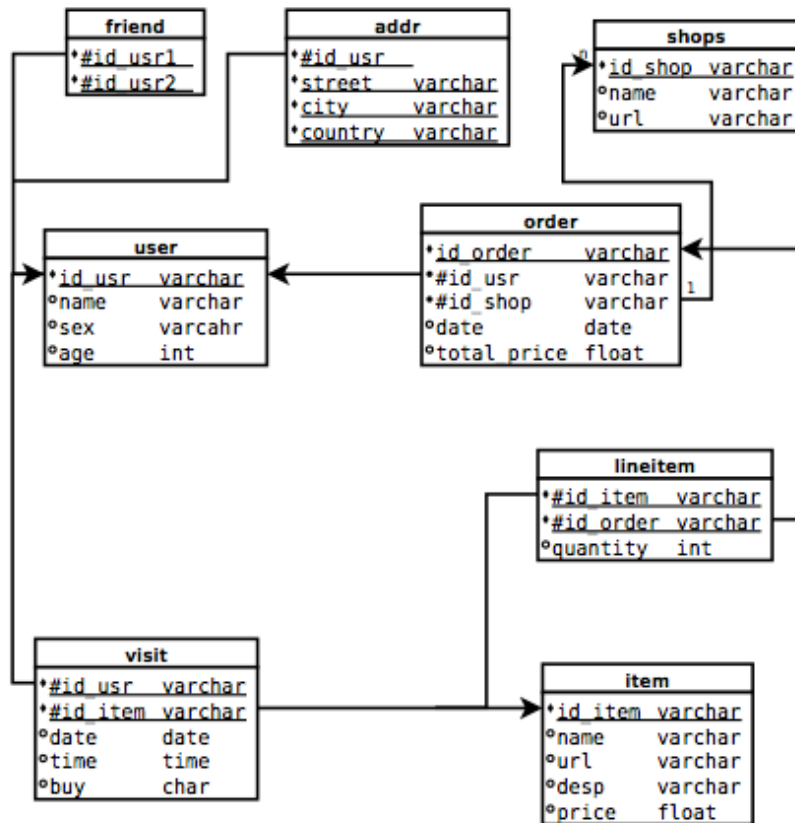 friend
#id_usr1
#id_usr2
addr
#id_usr
street varchar
city varchar
country varchar
shops
n
id_shop varchar
name varchar
url varchar
user
id_usr varchar
name varchar
sex varcahr
age int
order
id_order varchar
#id_usr varchar
#id_shop varchar
date date
total_price float
1
lineitem
#id_item varchar
#id_order varchar
quantity int
visit
#id_usr varchar
#id_item varchar
date date
time time
buy char
item
id_item varchar
name varchar
url varchar
desp varchar
price float